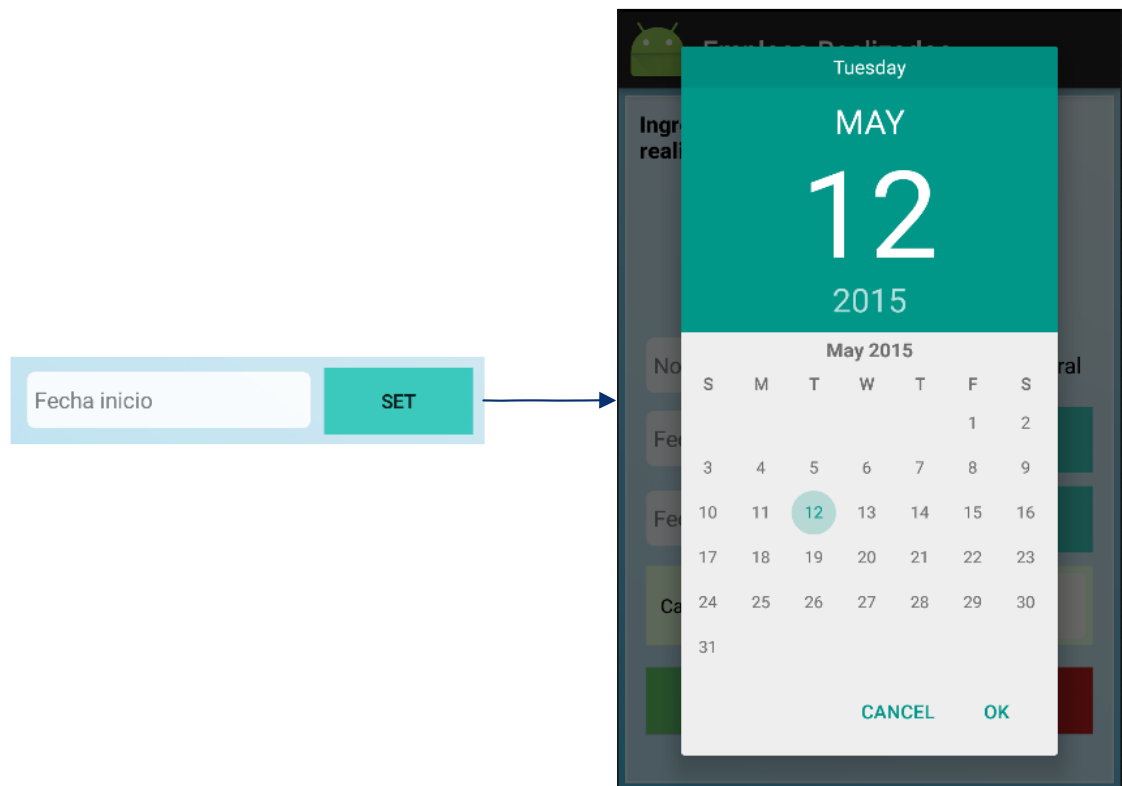 Fecha inicio
SET
Tuesday
MAY
12
2015
May 2015
S M T W T F S
1 2
3 4 5 6 7 8 9
10 11 12 13 14 15 16
17 18 19 20 21 22 23
24 25 26 27 28 29 30
31
CANCEL OK